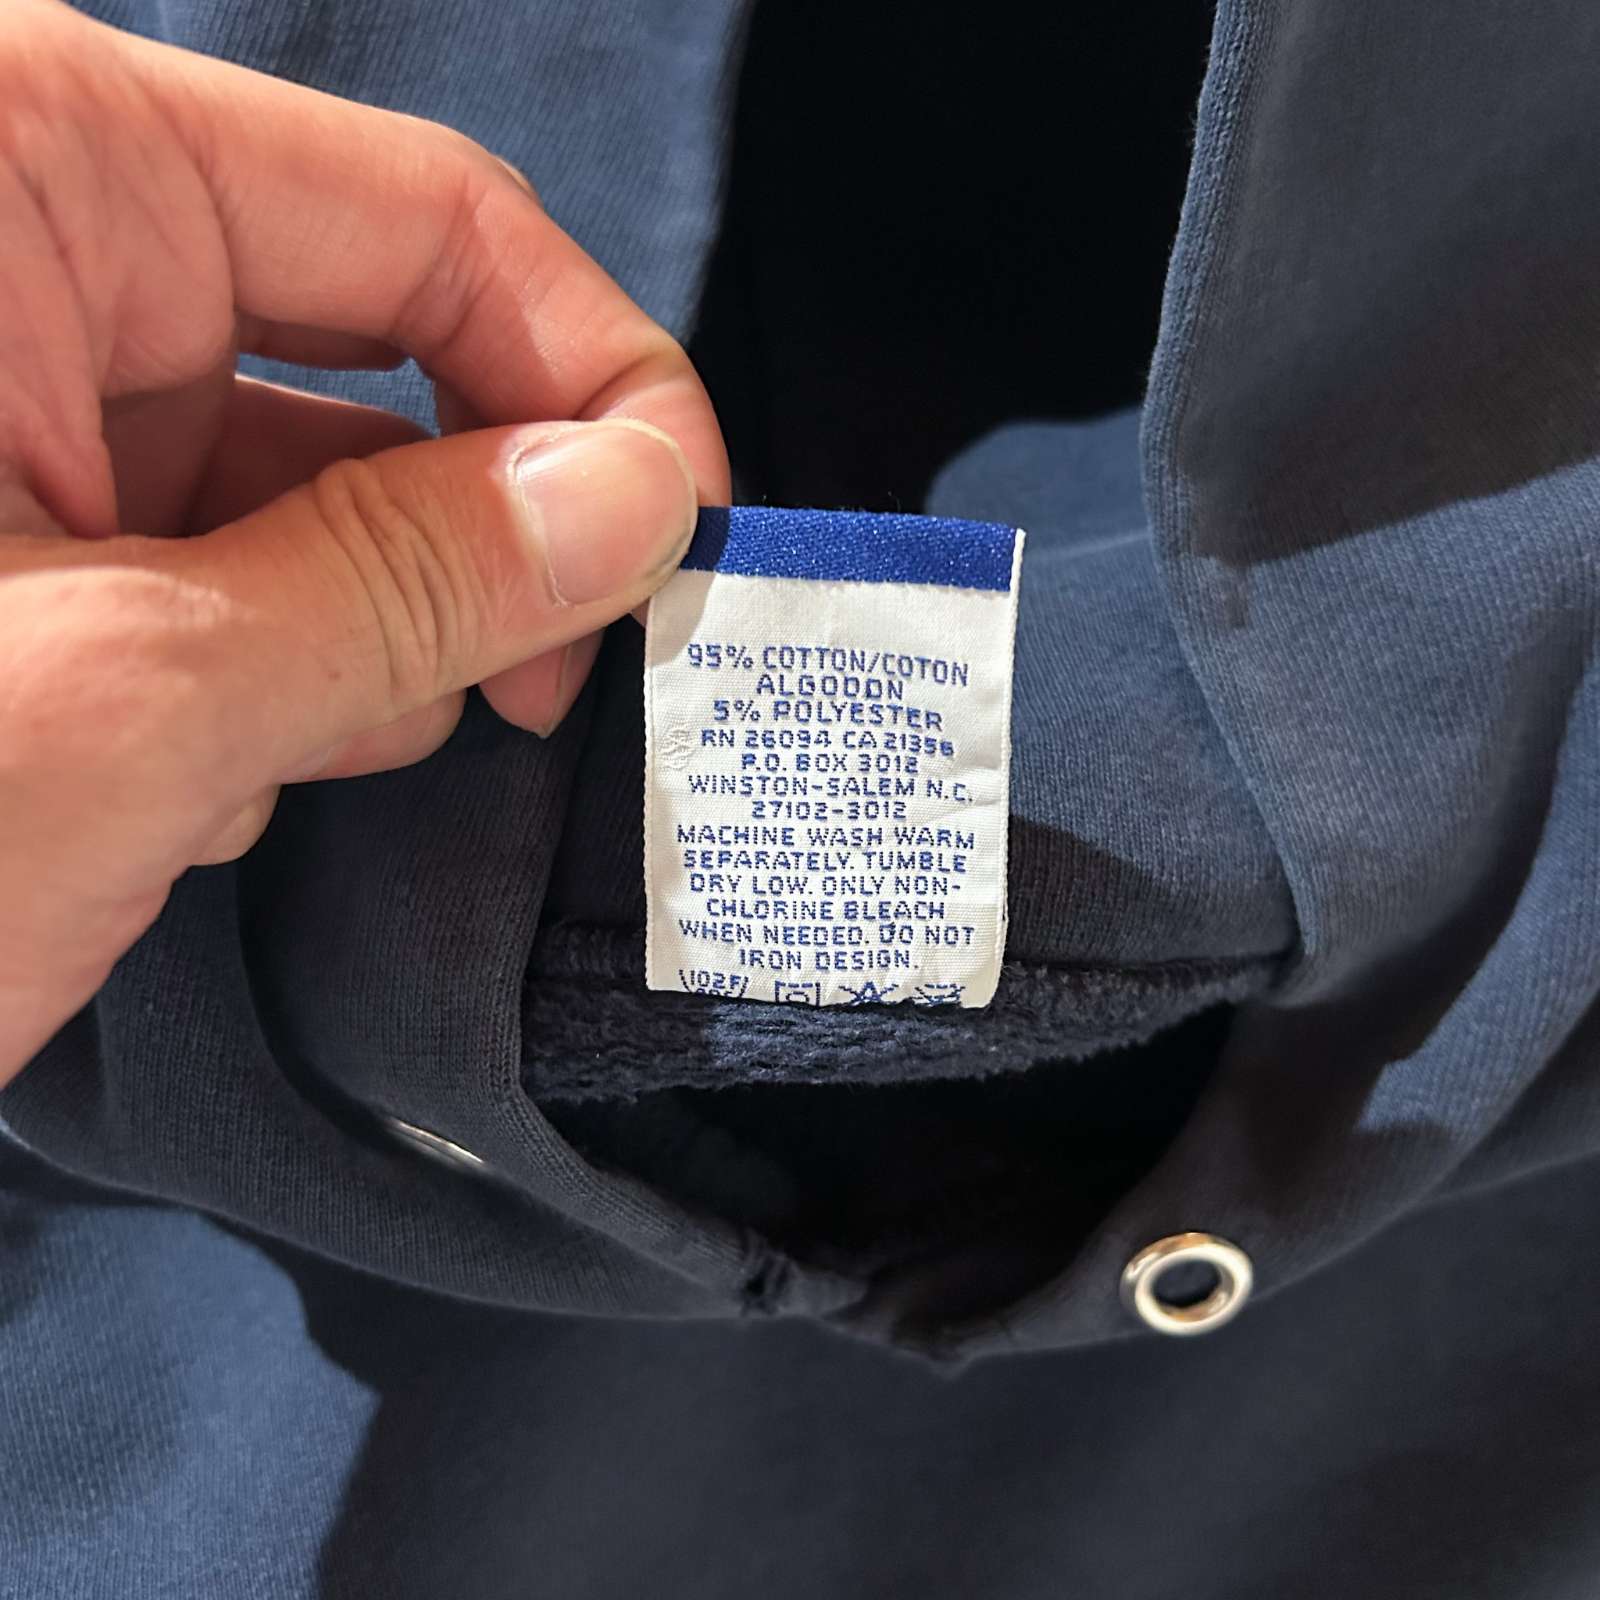 95% COTTON/COTON
ALGODON
5% POLYESTER
RN 26094 CA 21356
P.O. BOX 3012
WINSTON-SALEM N.C.
27102-3012
MACHINE WASH WARM
SEPARATELY. TUMBLE
DRY LOW. ONLY NON-
CHLORINE BLEACH
WHEN NEEDED. DO NOT
IRON DESIGN.
102F